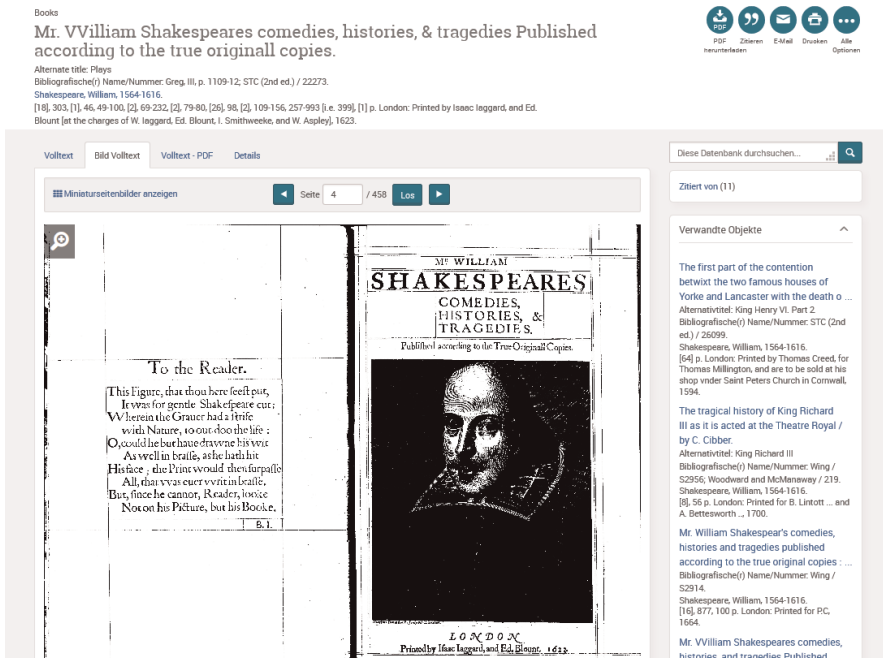 Books
Mr. VVilliam Shakespeares comedies, histories, & tragedies Published
according to the true originall copies.
Alternate title: Plays
Bibliografische(r) Name/Nummer: Greg, III, p. 1109-12; STC (2nd ed.) / 22273.
Shakespeare, William, 1564-1616.
[18], 303, [1], 46, 49-100, [2], 69-232, [2], 79-80, [26], 98, [2], 109-156, 257-993 [i.e. 399], [1] p. London: Printed by Isaac Iaggard, and Ed.
Blount [at the charges of W. Iaggard, Ed. Blount, I. Smithweeke, and W. Aspley], 1623.
PDF
PDF herunterladen
Zitieren
E-Mail
Drucken
Alle Optionen
Volltext
Bild Volltext
Volltext - PDF
Details
Miniaturseitenbilder anzeigen
Seite 4 / 458 Los
To the Reader.
This Figure, that thou here seest put,
It was for gentle Shakespeare cut;
Wherein the Grauer had a strife
with Nature, to out-doo the life :
O, could he but haue drawne his wit
As well in brasse, as he hath hit
His face ; the Print would then surpasse
All, that vvas euer vvrit in brasse.
But, since he cannot, Reader, looke
Not on his Picture, but his Booke.
B. I.
Mr WILLIAM
SHAKESPEARES
COMEDIES,
HISTORIES, &
TRAGEDIES.
Published according to the True Originall Copies.
LONDON
Printed by Isaac Iaggard, and Ed. Blount. 1623
Diese Datenbank durchsuchen...
Zitiert von (11)
Verwandte Objekte
The first part of the contention
betwixt the two famous houses of
Yorke and Lancaster with the death o ...
Alternativtitel: King Henry VI. Part 2
Bibliografische(r) Name/Nummer: STC (2nd
ed.) / 26099.
Shakespeare, William, 1564-1616.
[64] p. London: Printed by Thomas Creed, for
Thomas Millington, and are to be sold at his
shop vnder Saint Peters Church in Cornwall,
1594.
The tragical history of King Richard
III as it is acted at the Theatre Royal /
by C. Cibber.
Alternativtitel: King Richard III
Bibliografische(r) Name/Nummer: Wing /
S2956; Woodward and McManaway / 219.
Shakespeare, William, 1564-1616.
[8], 56 p. London: Printed for B. Lintott ... and
A. Bettesworth .., 1700.
Mr. William Shakespear's comedies,
histories and tragedies published
according to the true original copies : ...
Bibliografische(r) Name/Nummer: Wing /
S2914.
Shakespeare, William, 1564-1616.
[16], 877, 100 p. London: Printed for P.C,
1664.
Mr. VVilliam Shakespeares comedies,
histories, and tragedies Published